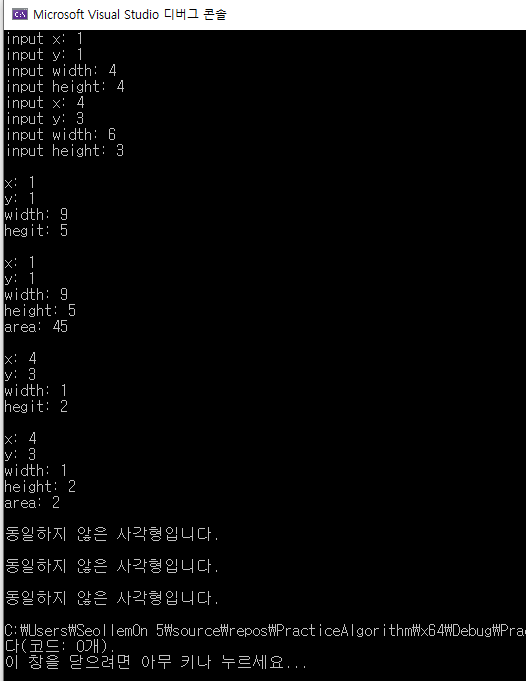 Microsoft Visual Studio 디버그 콘솔
input x: 1
input y: 1
input width: 4
input height: 4
input x: 4
input y: 3
input width: 6
input height: 3
x: 1
y: 1
width: 9
hegit: 5
x: 1
y: 1
width: 9
height: 5
area: 45
x: 4
y: 3
width: 1
hegit: 2
x: 4
y: 3
width: 1
height: 2
area: 2
동일하지 않은 사각형입니다.
동일하지 않은 사각형입니다.
동일하지 않은 사각형입니다.
C:₩Users₩SeollemOn 5₩source₩repos₩PracticeAlgorithm₩x64₩Debug₩Prac
다(코드: 0개).
이 창을 닫으려면 아무 키나 누르세요...